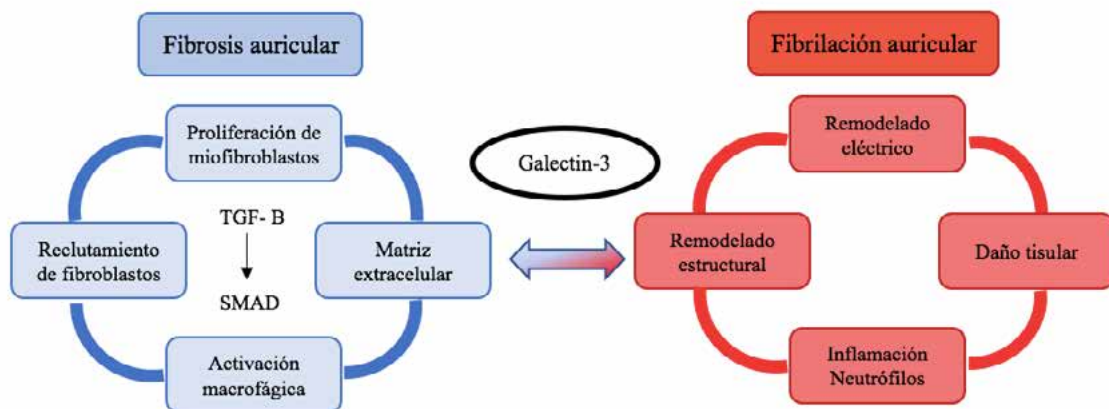 Fibrosis auricular
Fibrilación auricular
Proliferación de
miofibroblastos
TGF- B
SMAD
Reclutamiento
de fibroblastos
Matriz
extracelular
Activación
macrofágica
Galectin-3
Remodelado
eléctrico
Remodelado
estructural
Daño tisular
Inflamación
Neutrófilos